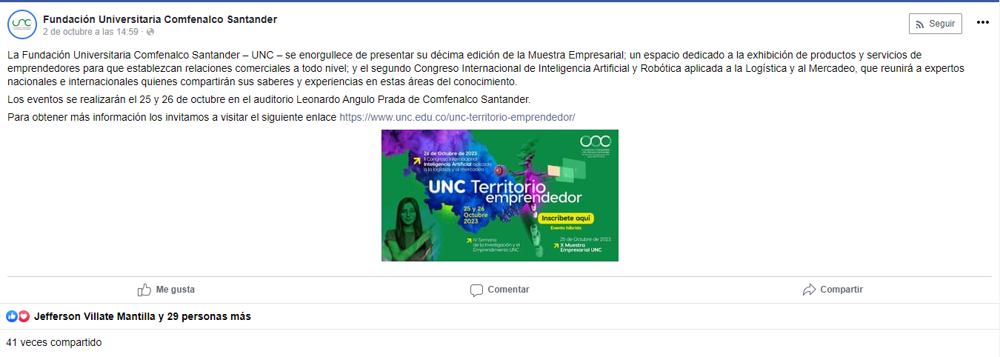 UNC
Fundación Universitaria Comfenalco Santander
2 de octubre a las 14:59 ·
Seguir
La Fundación Universitaria Comfenalco Santander – UNC – se enorgullece de presentar su décima edición de la Muestra Empresarial; un espacio dedicado a la exhibición de productos y servicios de
emprendedores para que establezcan relaciones comerciales a todo nivel; y el segundo Congreso Internacional de Inteligencia Artificial y Robótica aplicada a la Logística y al Mercadeo, que reunirá a expertos
nacionales e internacionales quienes compartirán sus saberes y experiencias en estas áreas del conocimiento.
Los eventos se realizarán el 25 y 26 de octubre en el auditorio Leonardo Angulo Prada de Comfenalco Santander.
Para obtener más información los invitamos a visitar el siguiente enlace https://www.unc.edu.co/unc-territorio-emprendedor/
26 de Octubre de 2023
II Congreso Internacional
Inteligencia Artificial aplicada
a la logística y al mercadeo
UNC Territorio
emprendedor
25 y 26
Octubre
2023
Inscríbete aquí
Evento híbrido
IV Semana
de la Investigación y el
Emprendimiento UNC
25 de Octubre de 2023
X Muestra
Empresarial UNC
Me gusta
Comentar
Compartir
Jefferson Villate Mantilla y 29 personas más
41 veces compartido